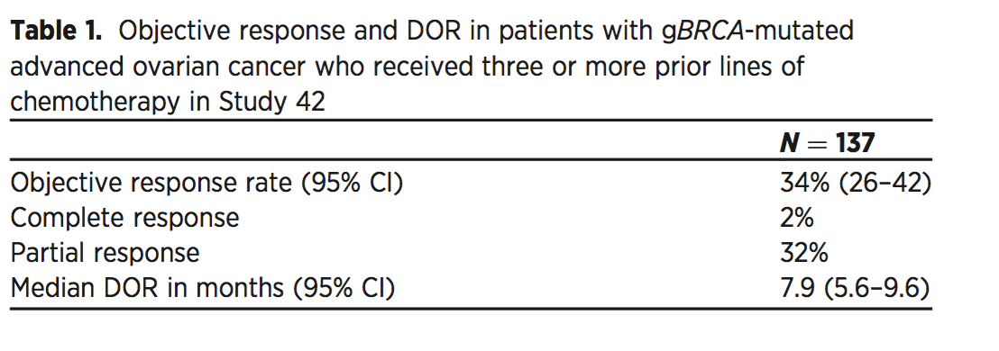 Table 1. Objective response and DOR in patients with gBRCA-mutated
advanced ovarian cancer who received three or more prior lines of
chemotherapy in Study 42
N = 137
Objective response rate (95% CI) 34% (26–42)
Complete response 2%
Partial response 32%
Median DOR in months (95% CI) 7.9 (5.6–9.6)